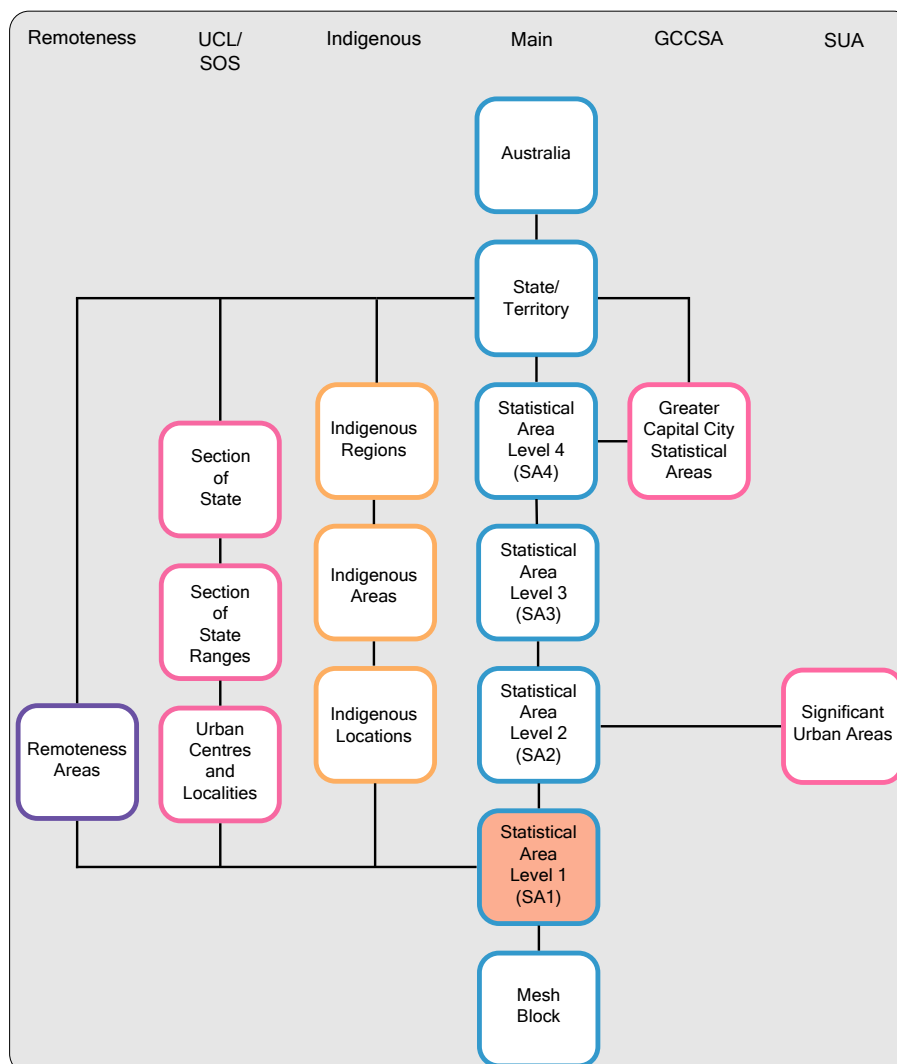 Remoteness
UCL/
SOS
Indigenous
Main
GCCSA
SUA
Australia
State/
Territory
Statistical
Area
Level 4
(SA4)
Greater
Capital City
Statistical
Areas
Indigenous
Regions
Section
of
State
Statistical
Area
Level 3
(SA3)
Indigenous
Areas
Section
of
State
Ranges
Statistical
Area
Level 2
(SA2)
Significant
Urban Areas
Indigenous
Locations
Urban
Centres
and
Localities
Remoteness
Areas
Statistical
Area
Level 1
(SA1)
Mesh
Block